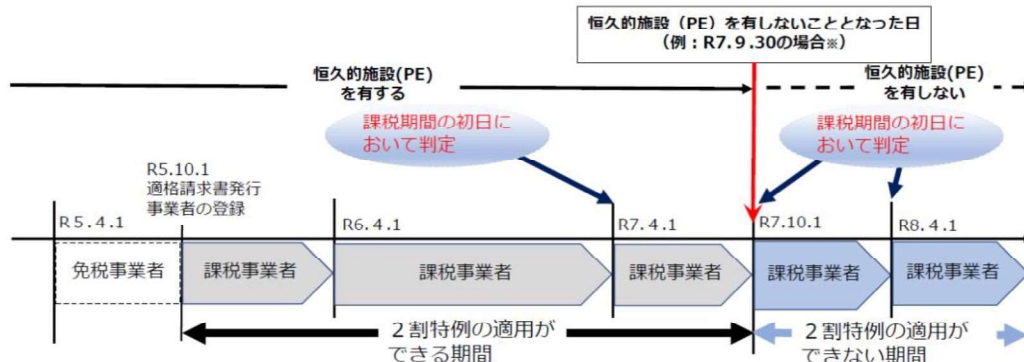 恒久的施設（PE）を有しないこととなった日
（例：R7.9.30の場合※）
恒久的施設(PE)
を有する
恒久的施設(PE)
を有しない
課税期間の初日に
おいて判定
課税期間の初日に
おいて判定
R5.10.1
適格請求書発行
事業者の登録
R5.4.1
R6.4.1
R7.4.1
R7.10.1
R8.4.1
免税事業者
課税事業者
課税事業者
課税事業者
課税事業者
課税事業者
２割特例の適用が
できる期間
２割特例の適用が
できない期間